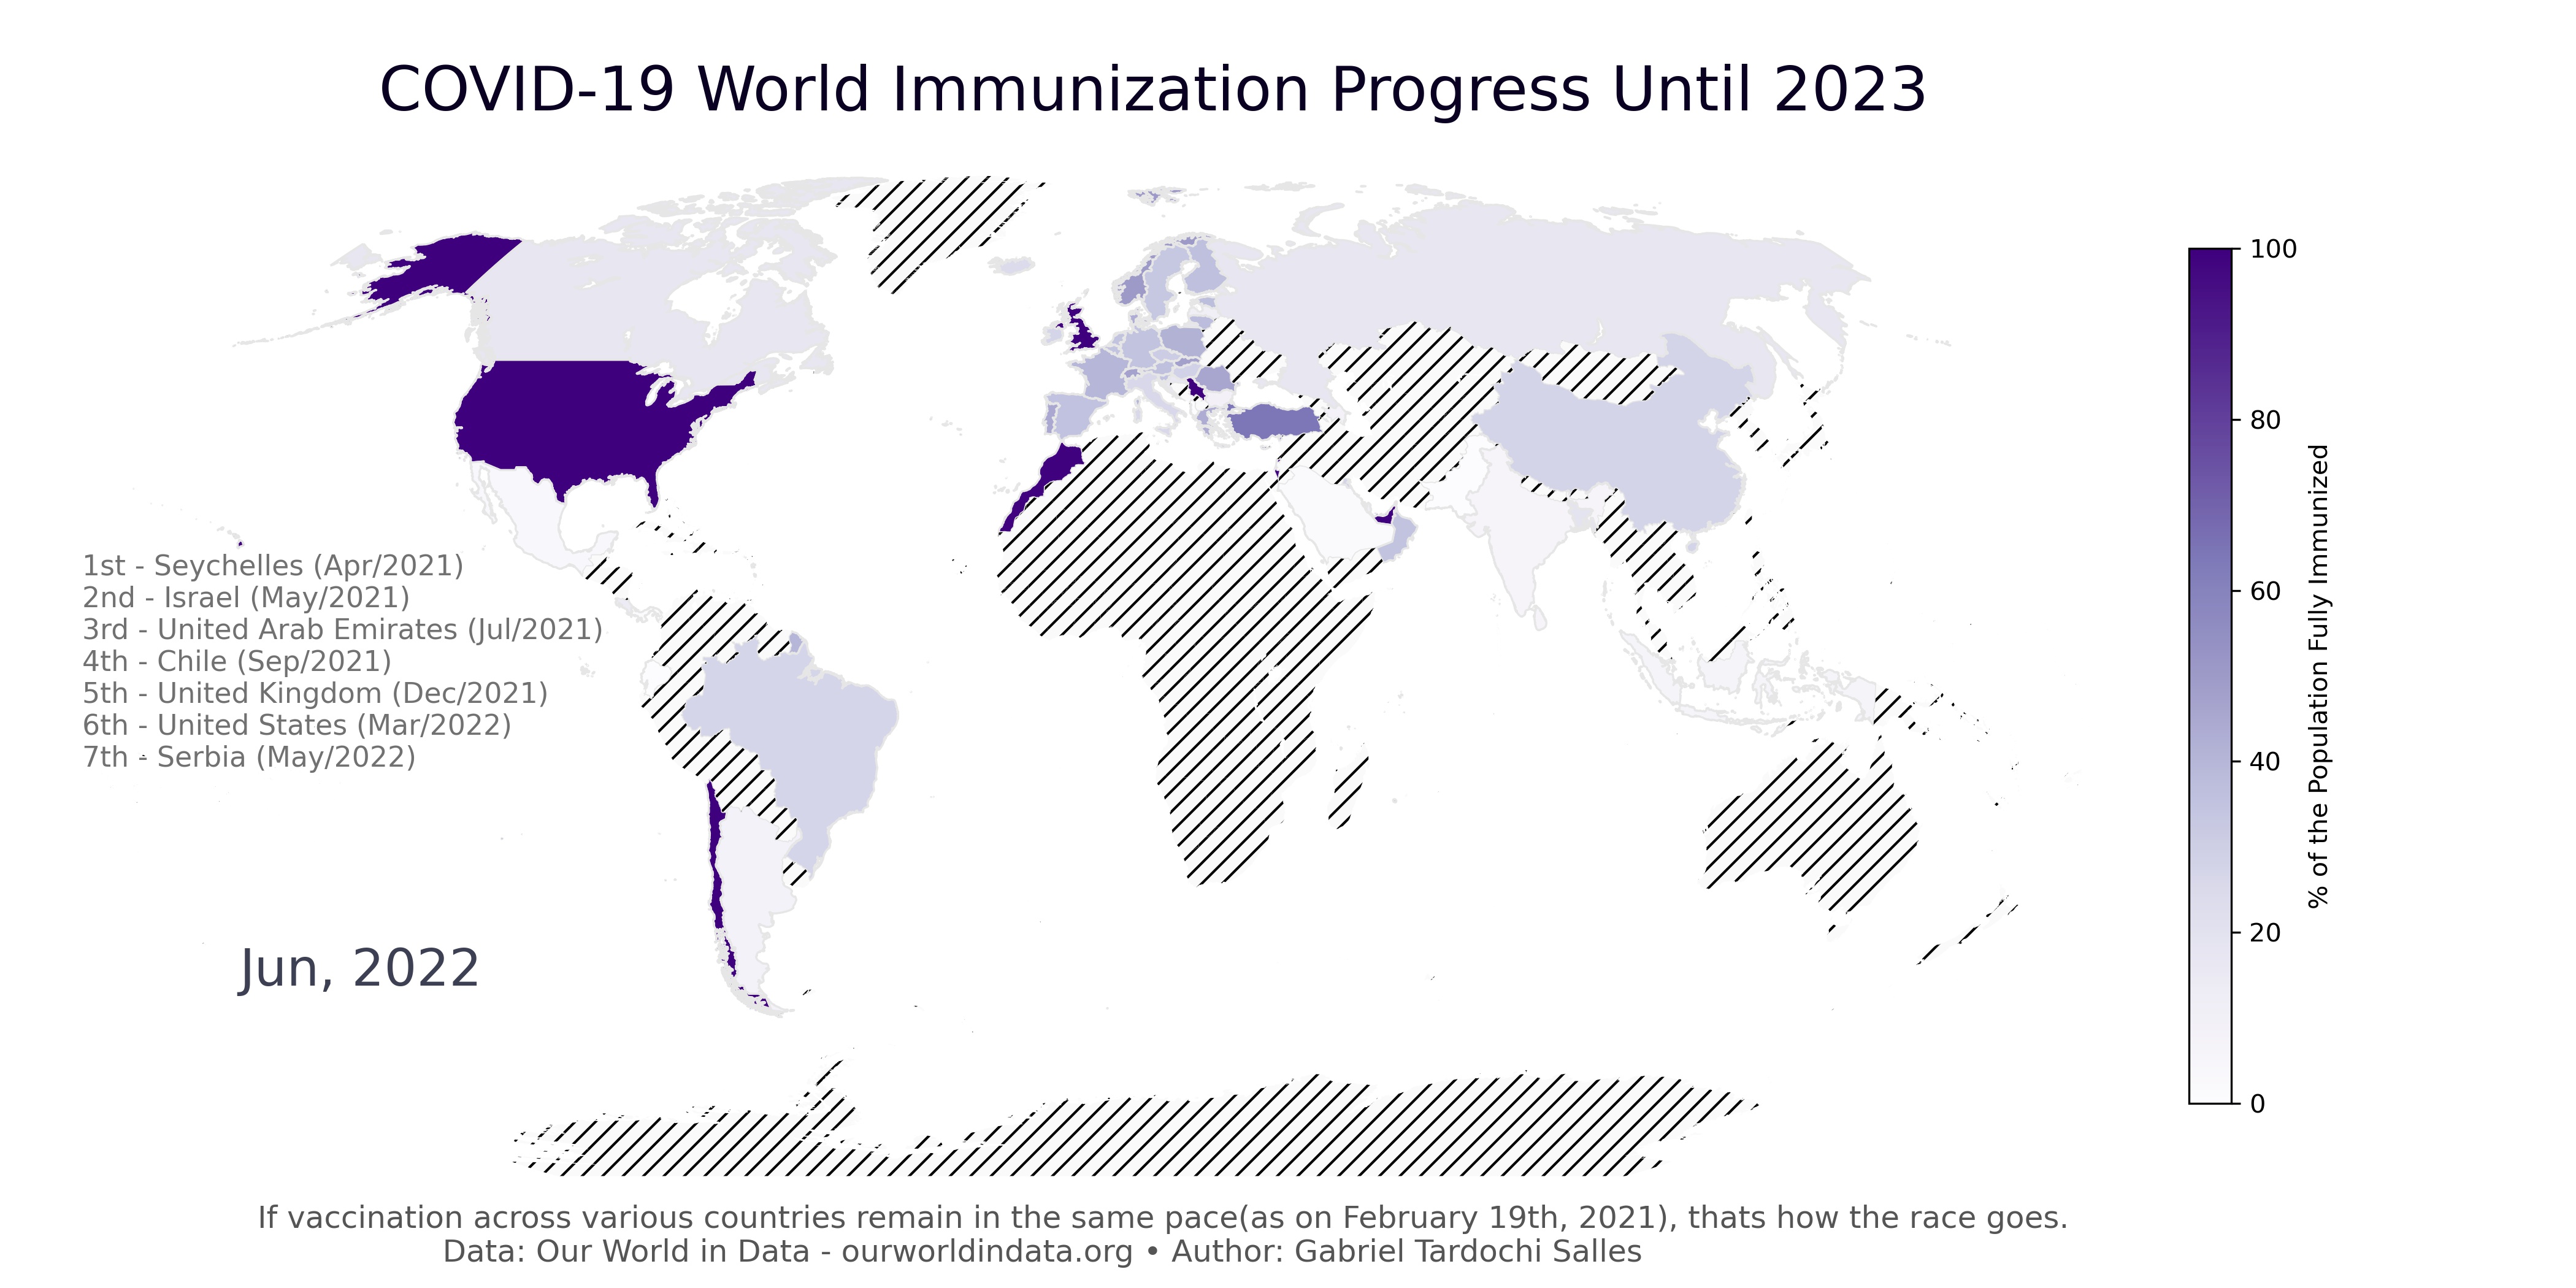 COVID-19 World Immunization Progress Until 2023
1st - Seychelles (Apr/2021)
2nd - Israel (May/2021)
3rd - United Arab Emirates (Jul/2021)
4th - Chile (Sep/2021)
5th - United Kingdom (Dec/2021)
6th - United States (Mar/2022)
7th - Serbia (May/2022)
Jun, 2022
100
80
60
40
20
0
% of the Population Fully Immunized
If vaccination across various countries remain in the same pace(as on February 19th, 2021), thats how the race goes.
Data: Our World in Data - ourworldindata.org • Author: Gabriel Tardochi Salles